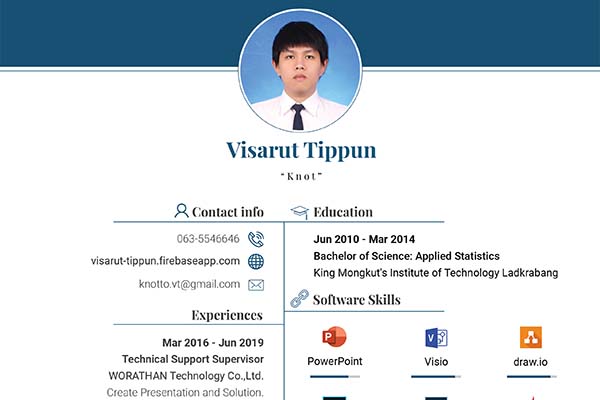 Visarut Tippun
"Knot"
Contact info
063-5546646
visarut-tippun.firebaseapp.com
knotto.vt@gmail.com
Experiences
Mar 2016 - Jun 2019
Technical Support Supervisor
WORATHAN Technology Co.,Ltd.
Create Presentation and Solution.
Education
Jun 2010 - Mar 2014
Bachelor of Science: Applied Statistics
King Mongkut's Institute of Technology Ladkrabang
Software Skills
P V
PowerPoint Visio draw.io